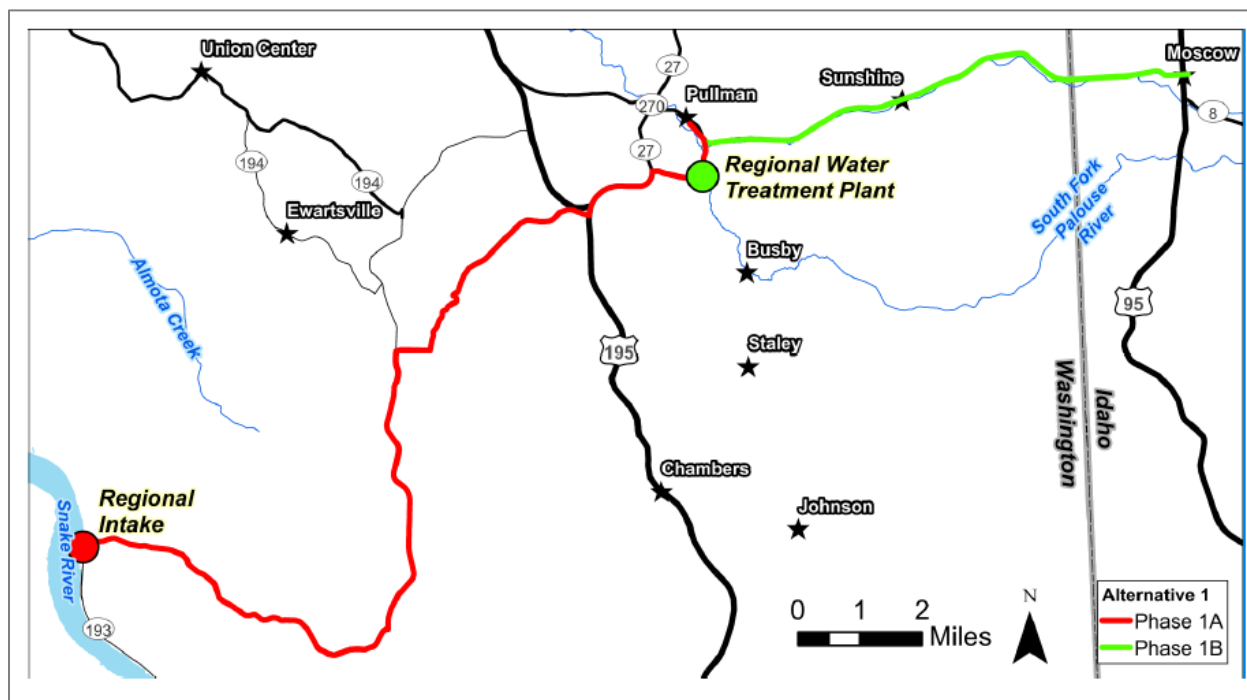 Union Center
Moscow
27
Sunshine
Pullman
270
8
27
Regional Water
Treatment Plant
194
194
Ewartsville
South Fork
Palouse
River
Busby
Almota Creek
95
195
Staley
Washington
Idaho
Chambers
Regional
Intake
Johnson
Snake River
N
Alternative 1
0 1 2
Miles
Phase 1A
Phase 1B
193